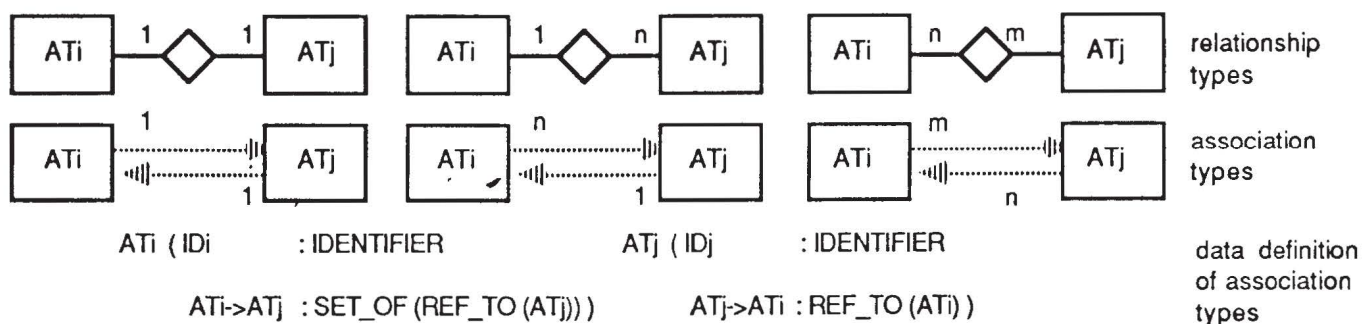 1 1 1 n n m
ATi ATj ATi ATj ATi ATj relationship
types
1 n m
ATi ATj ATi ATj ATi ATj association
types
1 1 n
ATi ( IDi : IDENTIFIER ATj ( IDj : IDENTIFIER data definition
of association
ATi->ATj : SET_OF (REF_TO (ATj)) ) ATj->ATi : REF_TO (ATi) ) types